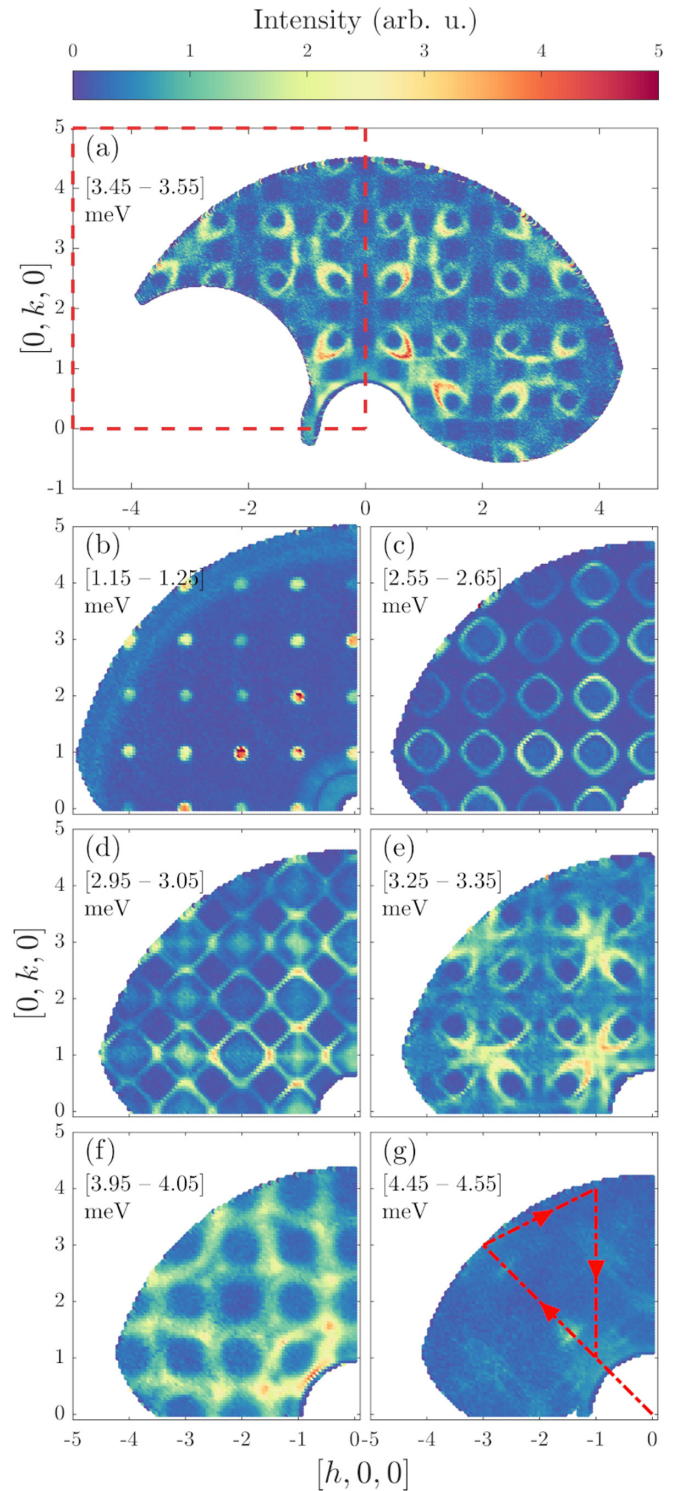 Intensity (arb. u.)
0 1 2 3 4 5
(a)
[3.45 – 3.55]
meV
5
4
3
2
1
0
-1
[0, k, 0]
-4 -2 0 2 4
(b)
[1.15 – 1.25]
meV
(c)
[2.55 – 2.65]
meV
5
4
3
2
1
0
(d)
[2.95 – 3.05]
meV
(e)
[3.25 – 3.35]
meV
5
4
3
2
1
0
[0, k, 0]
(f)
[3.95 – 4.05]
meV
(g)
[4.45 – 4.55]
meV
5
4
3
2
1
0
-5 -4 -3 -2 -1 0 -5 -4 -3 -2 -1 0
[h, 0, 0]